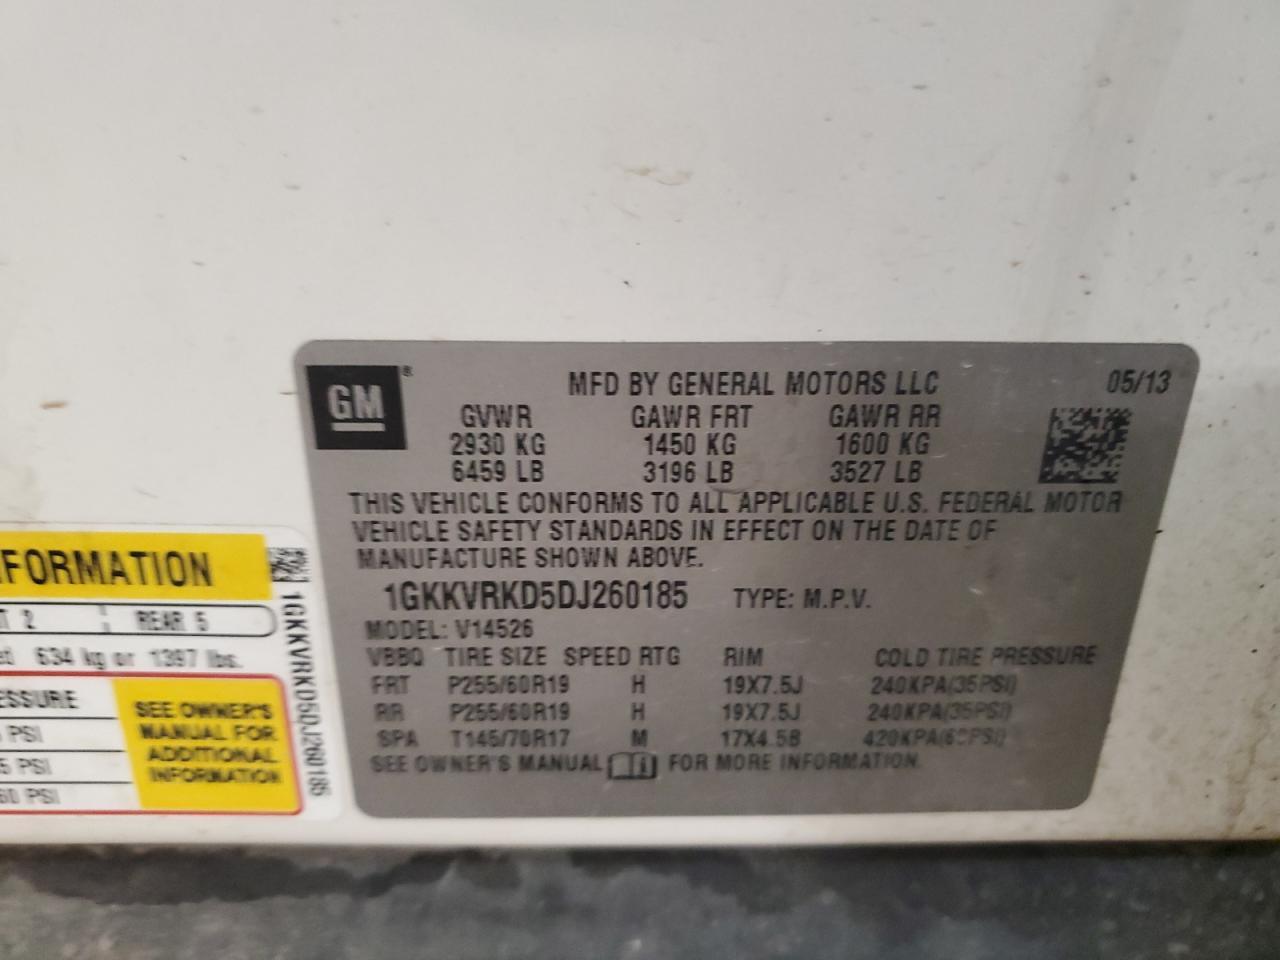 GM®
MFD BY GENERAL MOTORS LLC 05/13
GVWR GAWR FRT GAWR RR
2930 KG 1450 KG 1600 KG
6459 LB 3196 LB 3527 LB
THIS VEHICLE CONFORMS TO ALL APPLICABLE U.S. FEDERAL MOTOR
VEHICLE SAFETY STANDARDS IN EFFECT ON THE DATE OF
MANUFACTURE SHOWN ABOVE.
1GKKVRKD5DJ260185 TYPE: M.P.V.
MODEL: V14526
VBBQ TIRE SIZE SPEED RTG RIM COLD TIRE PRESSURE
FRT P255/60R19 H 19X7.5J 240KPA(35PSI)
RR P255/60R19 H 19X7.5J 240KPA(35PSI)
SPA T145/70R17 M 17X4.5B 420KPA(60PSI)
SEE OWNER'S MANUAL FOR MORE INFORMATION.
FORMATION
2 REAR 5
634 kg or 1397 lbs.
ESSURE
PSI
5 PSI
60 PSI
SEE OWNER'S
MANUAL FOR
ADDITIONAL
INFORMATION
1GKKVRKD5DJ260185